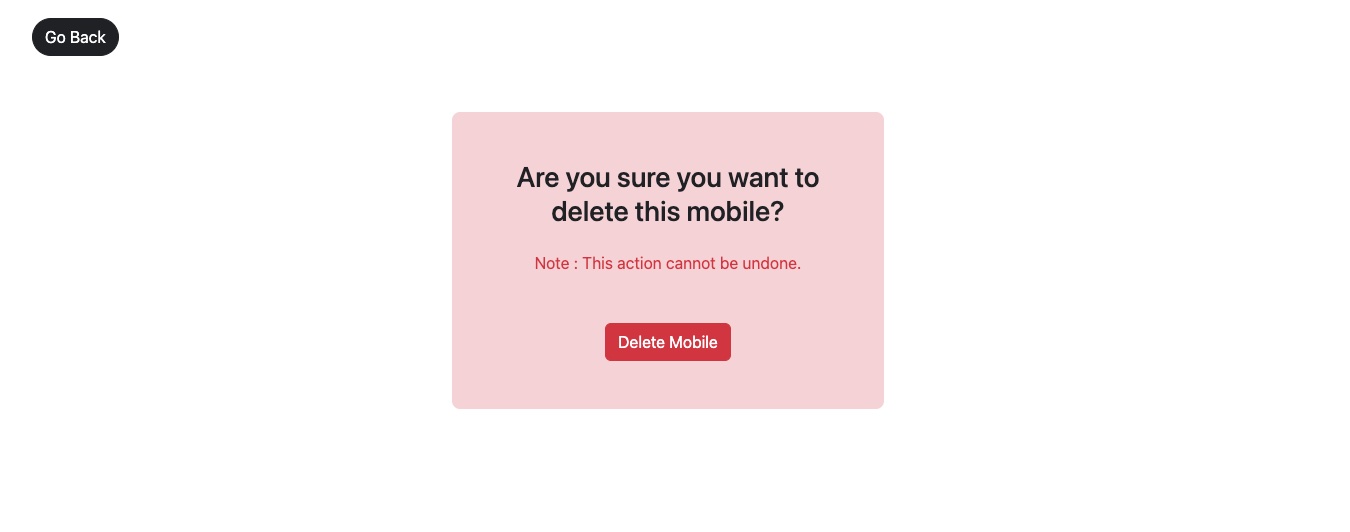 Go Back
Are you sure you want to
delete this mobile?
Note : This action cannot be undone.
Delete Mobile